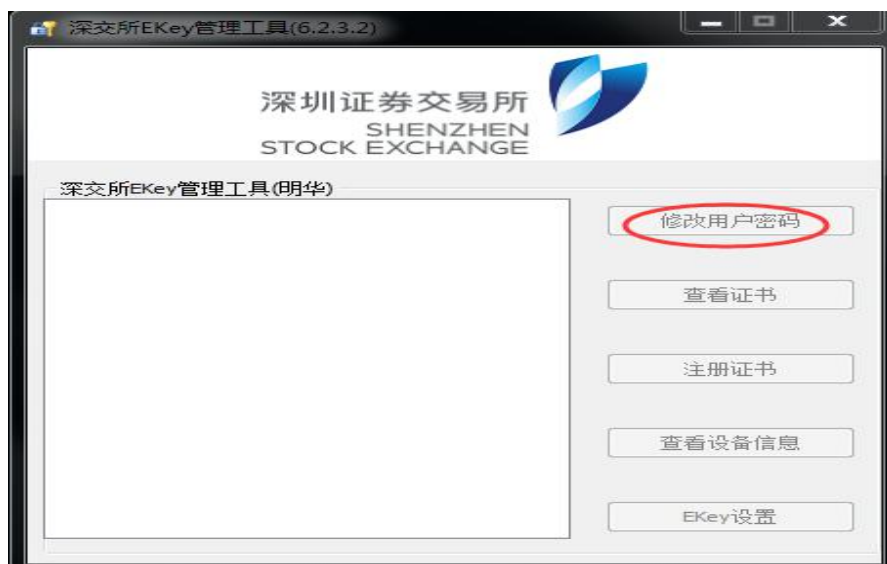 深交所EKey管理工具(6.2.3.2)
深圳证券交易所
SHENZHEN
STOCK EXCHANGE
深交所EKey管理工具(明华)
修改用户密码
查看证书
注册证书
查看设备信息
EKey设置